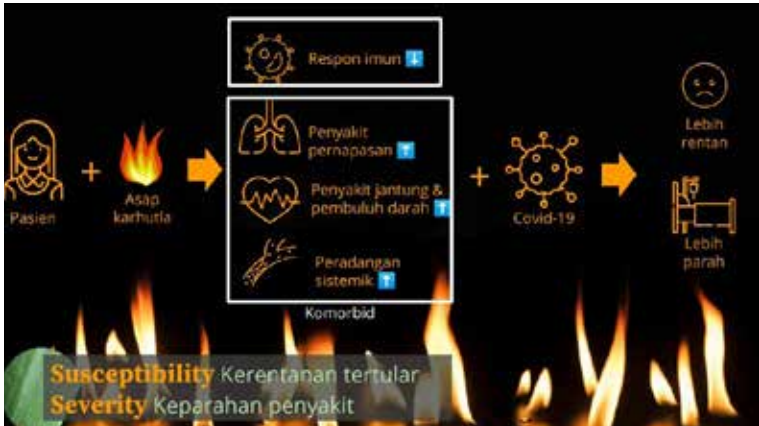 Respon imun ⬇️
Penyakit
pernapasan ⬆️
Penyakit jantung &
pembuluh darah ⬆️
Peradangan
sistemik ⬆️
Komorbid
Pasien
+
Asap
karhutla
+
Covid-19
Lebih
rentan
Lebih
parah
Susceptibility Kerentanan tertular
Severity Keparahan penyakit